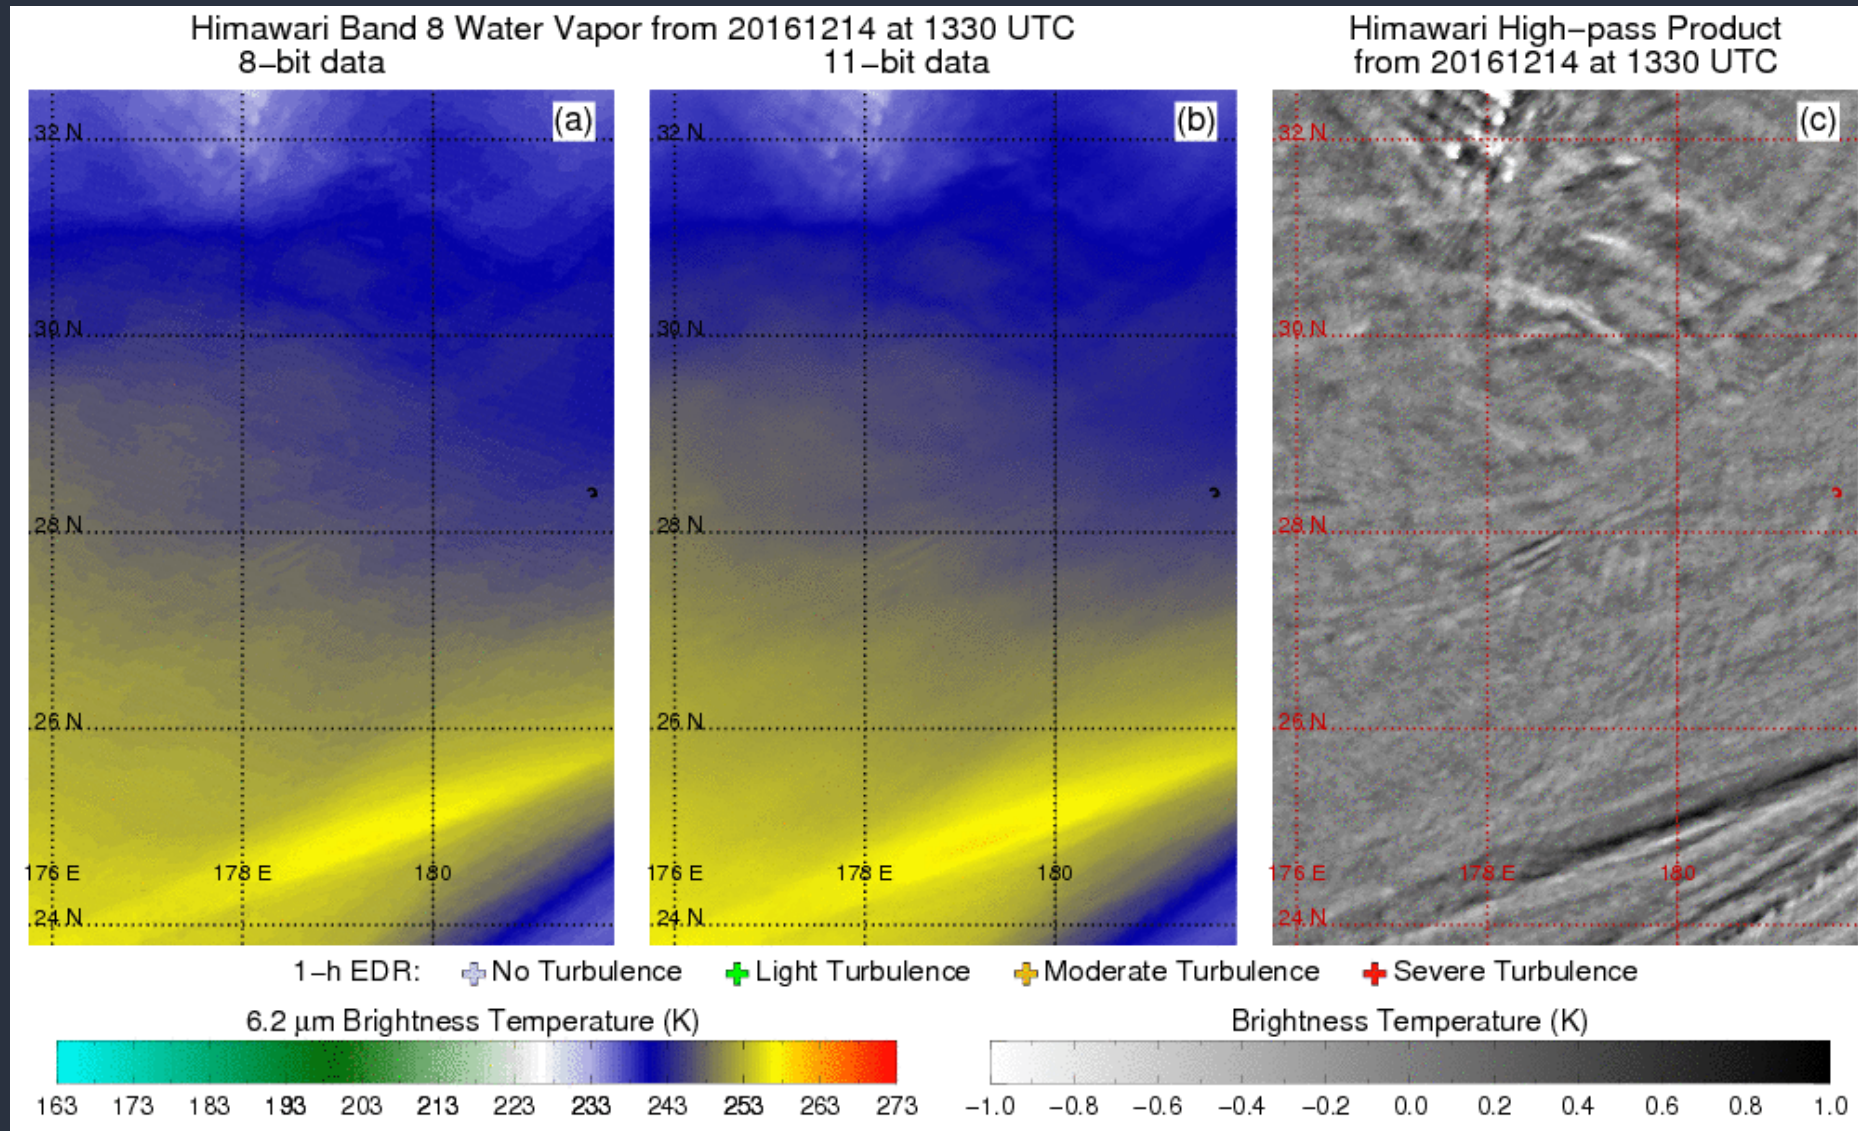 Himawari Band 8 Water Vapor from 20161214 at 1330 UTC
8-bit data
11-bit data
Himawari High-pass Product
from 20161214 at 1330 UTC
(a)
32 N
30 N
28 N
26 N
176 E
178 E
180
24 N
(b)
32 N
30 N
28 N
26 N
176 E
178 E
180
24 N
(c)
32 N
30 N
28 N
26 N
176 E
178 E
180
24 N
1-h EDR: No Turbulence Light Turbulence Moderate Turbulence Severe Turbulence
6.2 μm Brightness Temperature (K)
163 173 183 193 203 213 223 233 243 253 263 273
Brightness Temperature (K)
-1.0 -0.8 -0.6 -0.4 -0.2 0.0 0.2 0.4 0.6 0.8 1.0